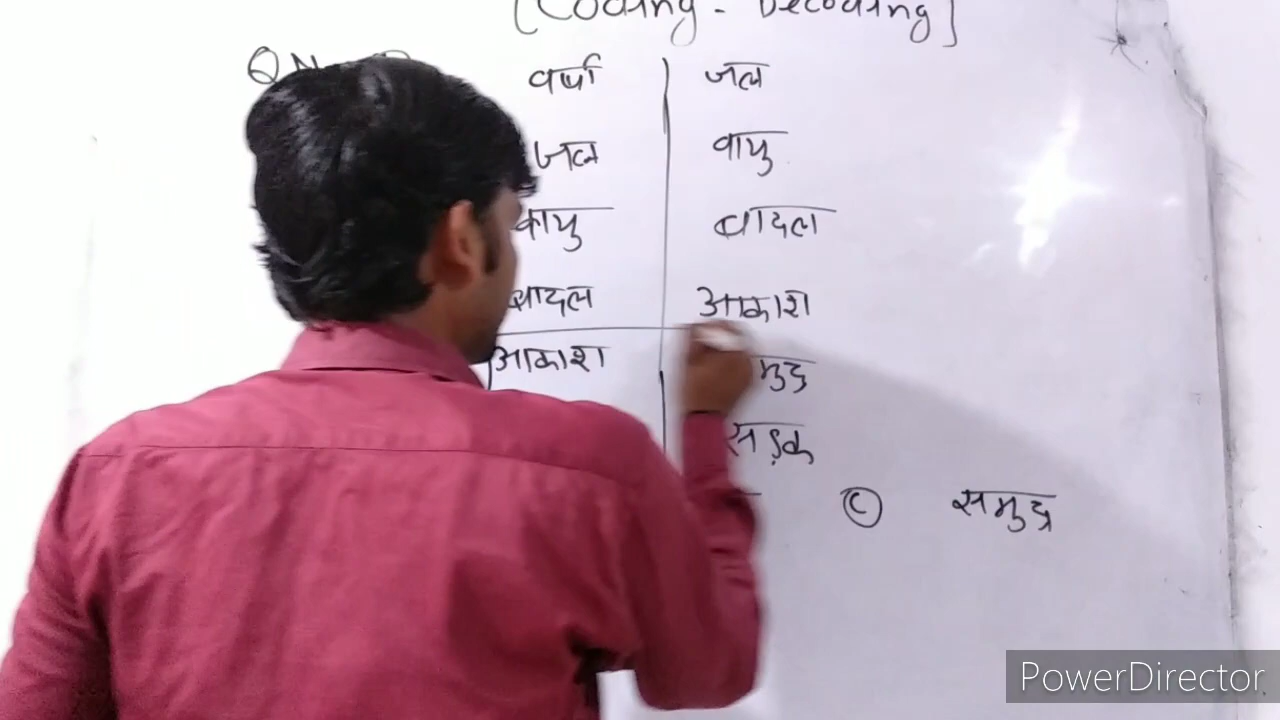 [Coding - Decoding]
वर्षा जल
जल वायु
वायु बादल
बादल आकाश
आकाश
सड़क
C समुद्र
PowerDirector